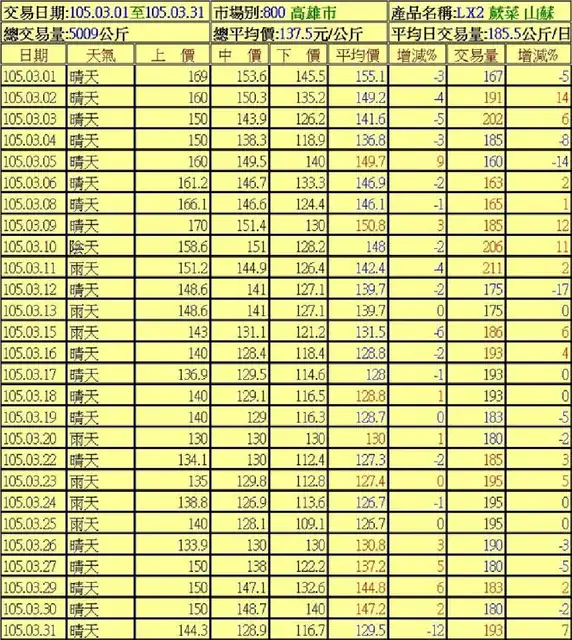 交易日期:105.03.01至105.03.31 市場別:800 高雄市 產品名稱:LX2 蕨菜 山蘇
總交易量:5009公斤 總平均價:137.5元/公斤 平均日交易量:185.5公斤/日
日期 天氣 上價 中價 下價 平均價 增減% 交易量 增減%
105.03.01 晴天 169 153.6 145.5 155.1 -3 167 -5
105.03.02 晴天 160 150.3 135.2 149.2 -4 191 14
105.03.03 晴天 150 143.9 126.2 141.6 -5 202 6
105.03.04 晴天 150 138.3 118.9 136.8 -3 185 -8
105.03.05 晴天 160 149.5 140 149.7 9 160 -14
105.03.06 晴天 161.2 146.7 133.3 146.9 -2 163 2
105.03.08 晴天 166.1 146.6 124.4 146.1 -1 165 1
105.03.09 晴天 170 151.4 130 150.8 3 185 12
105.03.10 陰天 158.6 151 128.2 148 -2 206 11
105.03.11 雨天 151.2 144.9 126.4 142.4 -4 211 2
105.03.12 晴天 148.6 141 127.1 139.7 -2 175 -17
105.03.13 雨天 148.6 141 127.1 139.7 0 175 0
105.03.15 雨天 143 131.1 121.2 131.5 -6 186 6
105.03.16 晴天 140 128.4 118.4 128.8 -2 193 4
105.03.17 晴天 136.9 129.5 114.6 128 -1 193 0
105.03.18 晴天 140 129.1 116.5 128.8 1 193 0
105.03.19 晴天 140 129 116.3 128.7 0 183 -5
105.03.20 雨天 130 130 130 130 1 180 -2
105.03.22 晴天 134.1 130 112.4 127.3 -2 185 3
105.03.23 雨天 135 129.8 112.8 127.4 0 195 5
105.03.24 雨天 138.8 126.9 113.6 126.7 -1 195 0
105.03.25 雨天 140 128.1 109.1 126.7 0 195 0
105.03.26 晴天 133.9 130 130 130.8 3 190 -3
105.03.27 晴天 150 138 122.2 137.2 5 180 -5
105.03.29 晴天 150 147.1 132.6 144.8 6 183 2
105.03.30 晴天 150 148.7 140 147.2 2 180 -2
105.03.31 晴天 144.3 128.9 116.7 129.5 -12 193 7